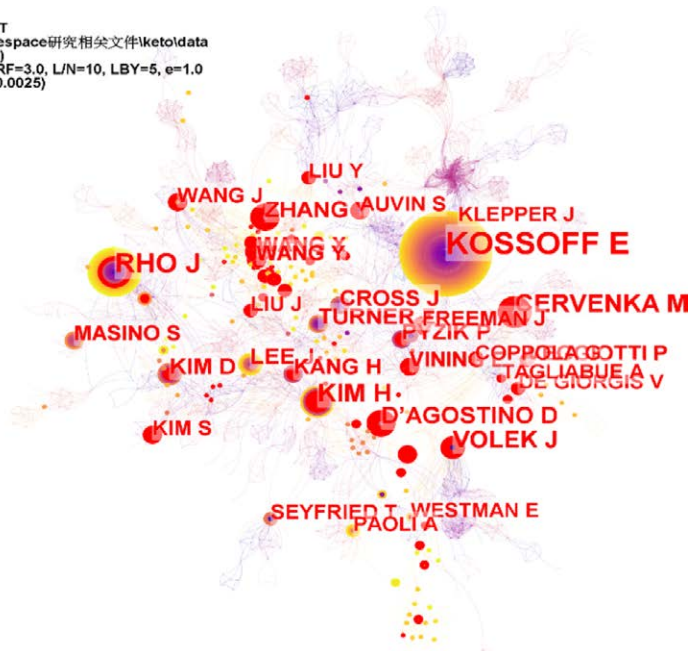 T
espace研究相关文件\keto\data
)
RF=3.0, L/N=10, LBY=5, e=1.0
0.0025)
LIU Y
WANG J
ZHANG Y
AUVIN S
KLEPPER J
KOSSOFF E
WANG X
WANG Y
RHO J
CROSS J
LIU J
TURNER
FREEMAN J
CERVENKA M
PYZIK P
MASINO S
LEE J
KIM D
KANG H
VINING
COPPOLA G
GOTTI P
TAGLIABUE A
DE GIORGIS V
KIM H
D'AGOSTINO D
KIM S
VOLEK J
SEYFRIED T
WESTMAN E
PAOLI A